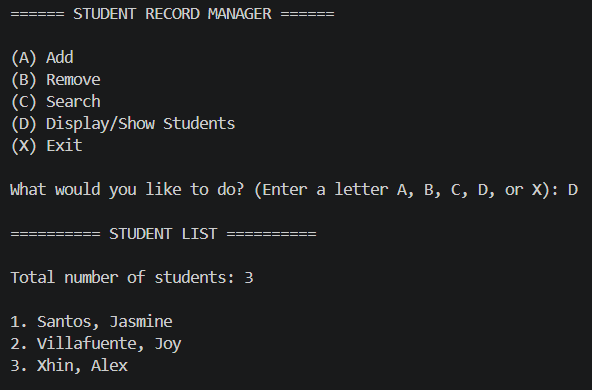 ====== STUDENT RECORD MANAGER ======
(A) Add
(B) Remove
(C) Search
(D) Display/Show Students
(X) Exit
What would you like to do? (Enter a letter A, B, C, D, or X): D
========== STUDENT LIST ==========
Total number of students: 3
1. Santos, Jasmine
2. Villafuente, Joy
3. Xhin, Alex